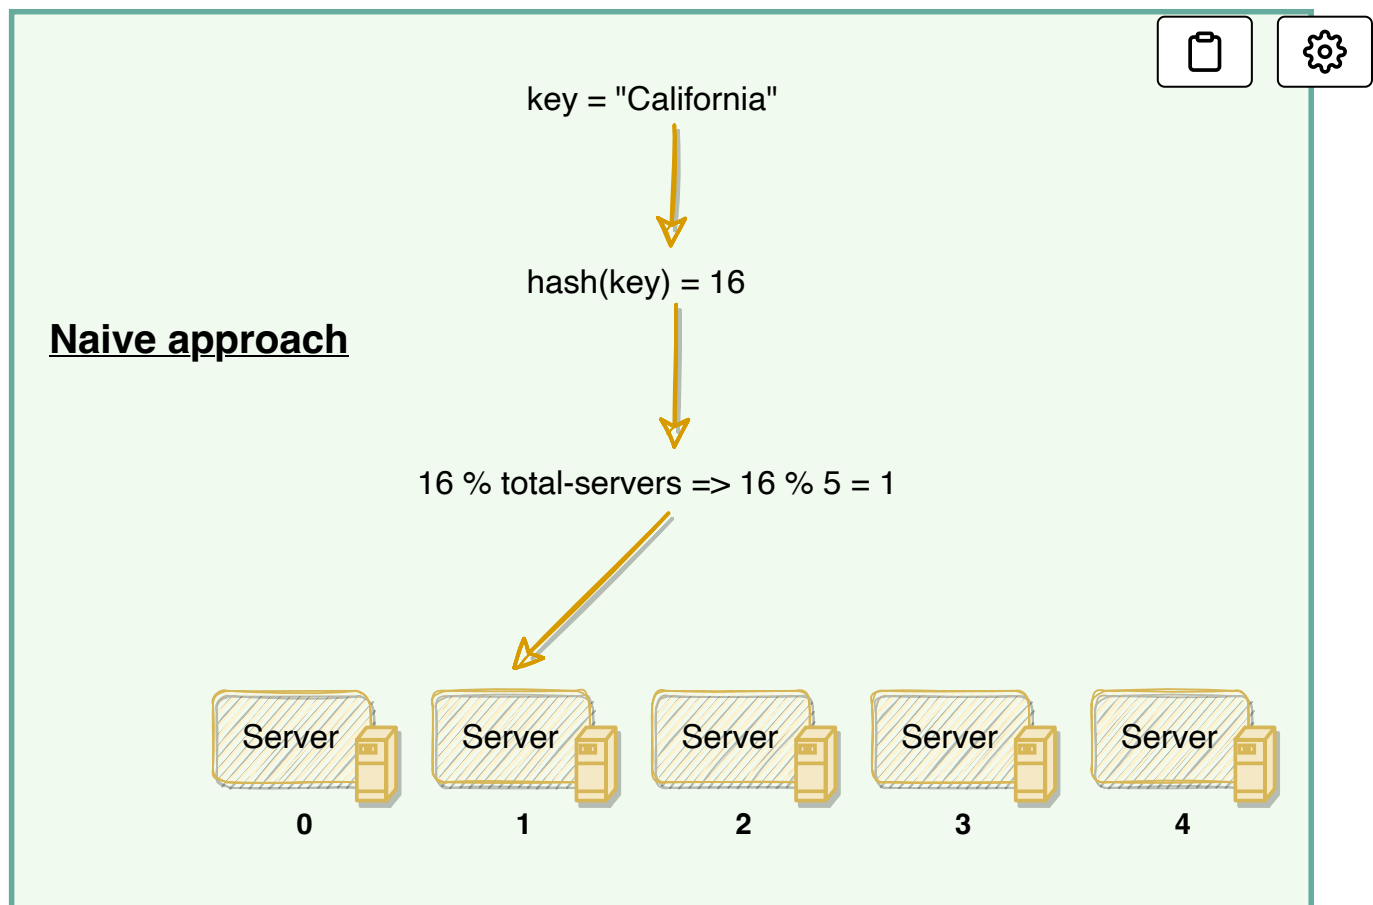 key = "California"
hash(key) = 16
Naive approach
16 % total-servers => 16 % 5 = 1
Server
Server
Server
Server
Server
0
1
2
3
4